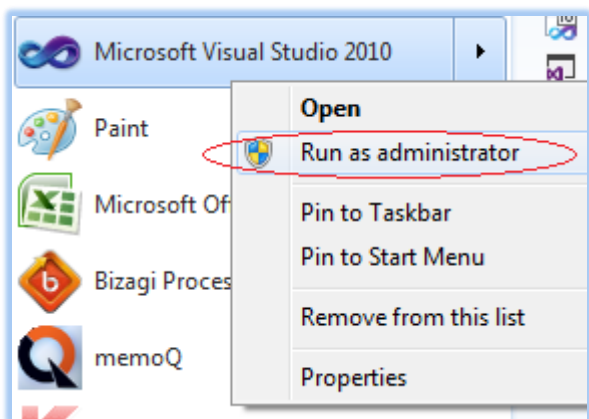 Microsoft Visual Studio 2010
Open
Paint
Run as administrator
Microsoft Of
Pin to Taskbar
Pin to Start Menu
Bizagi Proces
Remove from this list
memoQ
Properties